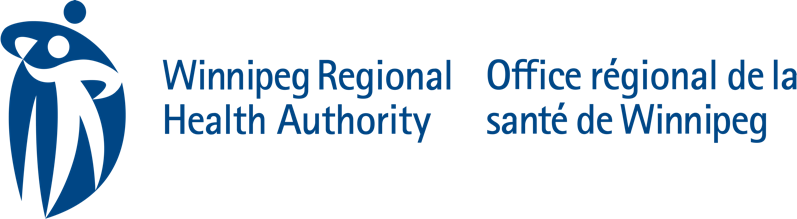 Winnipeg Regional
Health Authority
Office régional de la
santé de Winnipeg